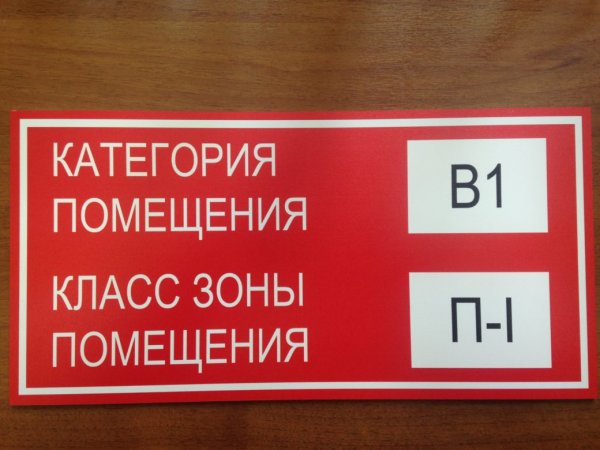 КАТЕГОРИЯ
ПОМЕЩЕНИЯ
В1
КЛАСС ЗОНЫ
ПОМЕЩЕНИЯ
П-I